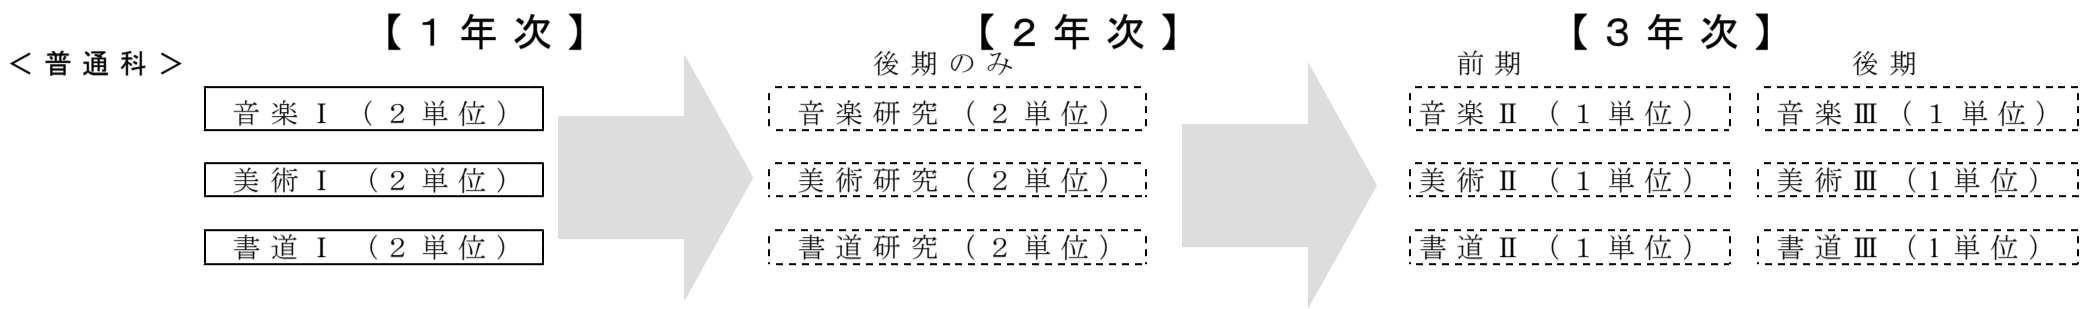 【1年次】 【2年次】 【3年次】
＜普通科＞ 後期のみ 前期 後期
音楽Ⅰ（2単位） 音楽研究（2単位） 音楽Ⅱ（1単位） 音楽Ⅲ（1単位）
美術Ⅰ（2単位） 美術研究（2単位） 美術Ⅱ（1単位） 美術Ⅲ（1単位）
書道Ⅰ（2単位） 書道研究（2単位） 書道Ⅱ（1単位） 書道Ⅲ（1単位）